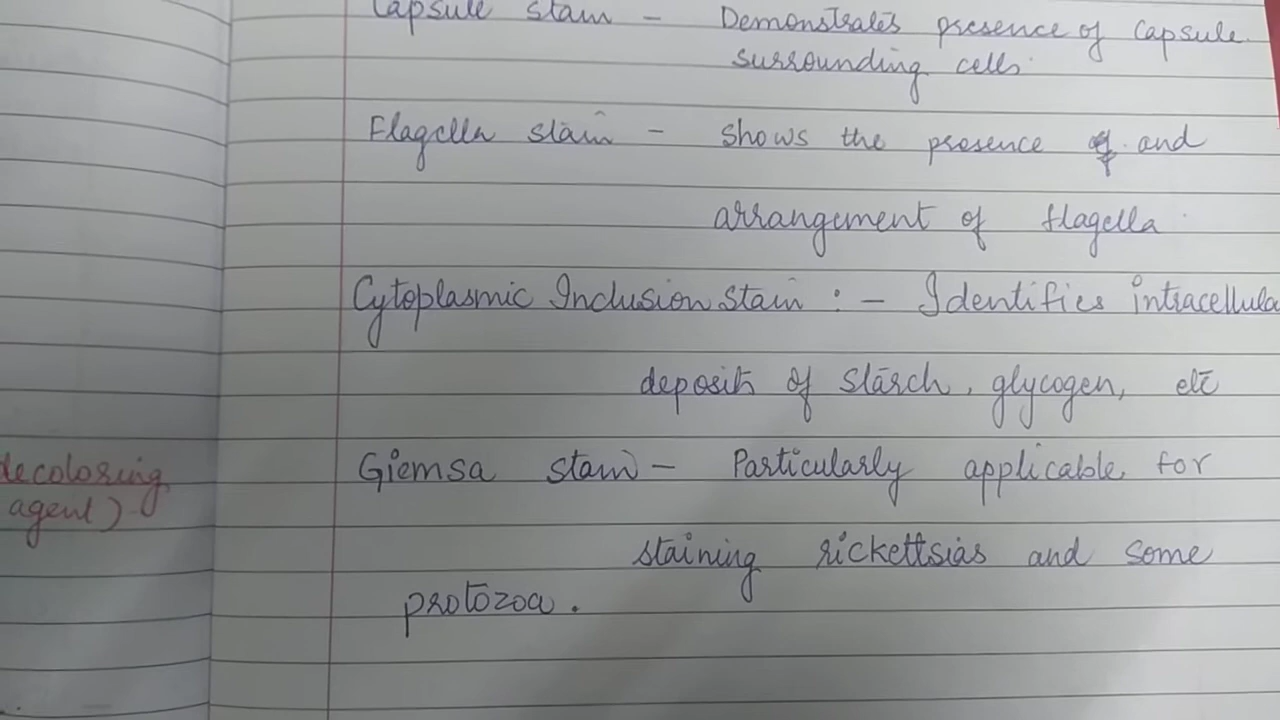 Capsule stain - Demonstrates presence of capsule
surrounding cells.
Flagella stain - Shows the presence of and
arrangement of flagella.
Cytoplasmic Inclusion stain :- Identifies intracellula
deposits of starch, glycogen, etc
Giemsa stain - Particularly applicable for
staining rickettsias and some
protozoa.
decolosing
agent)